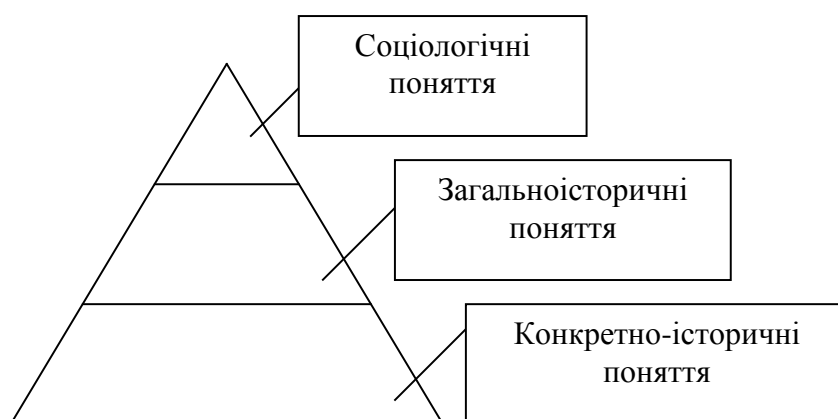 Соціологічні
поняття
Загальноісторичні
поняття
Конкретно-історичні
поняття